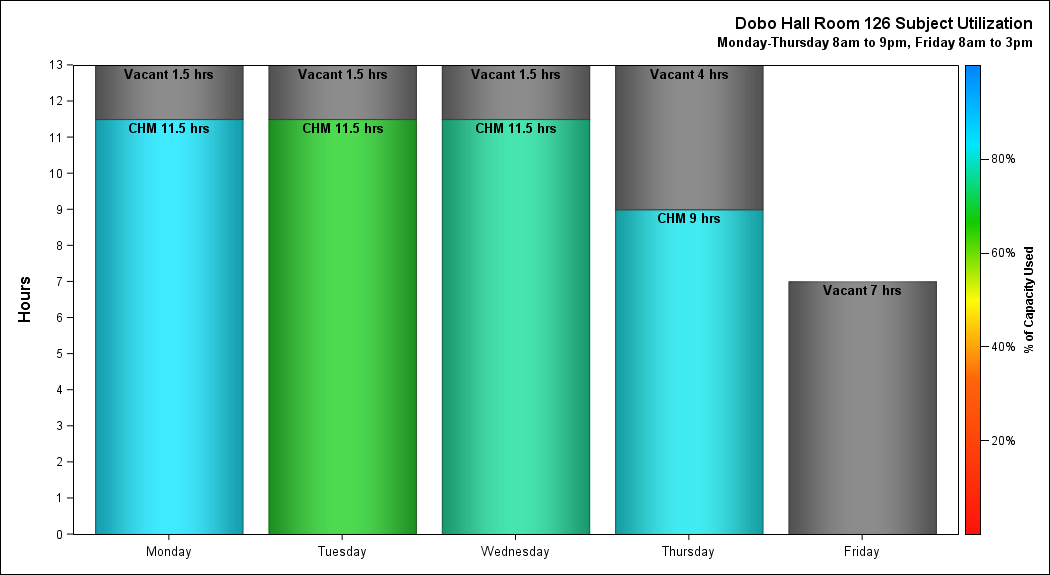 Dobo Hall Room 126 Subject Utilization
Monday-Thursday 8am to 9pm, Friday 8am to 3pm
Hours
13
12
11
10
9
8
7
6
5
4
3
2
1
0
Vacant 1.5 hrs
CHM 11.5 hrs
Vacant 1.5 hrs
CHM 11.5 hrs
Vacant 1.5 hrs
CHM 11.5 hrs
Vacant 4 hrs
CHM 9 hrs
Vacant 7 hrs
Monday Tuesday Wednesday Thursday Friday
80%
60%
40%
20%
% of Capacity Used